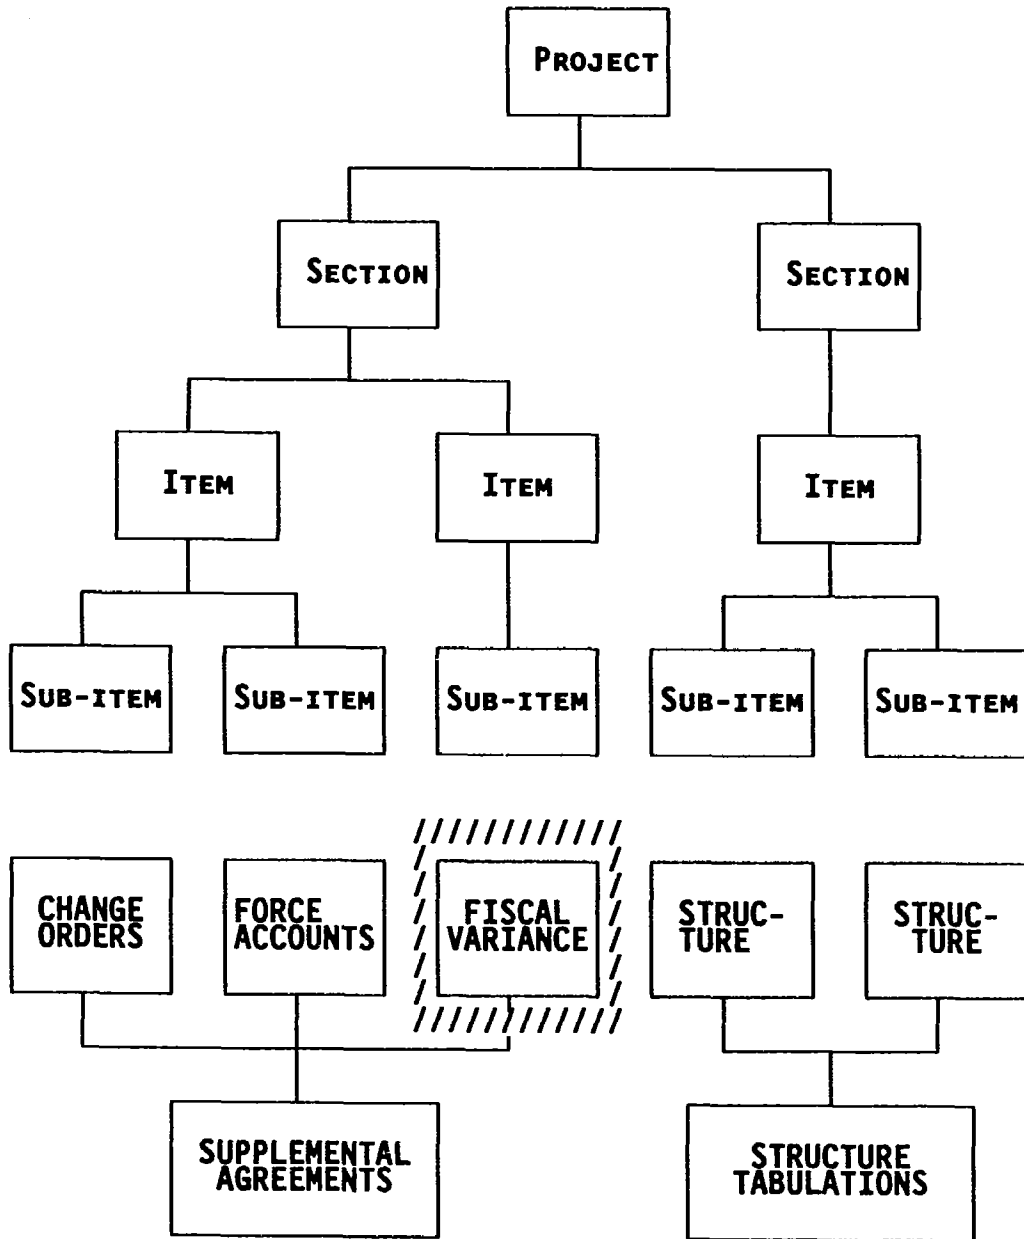 PROJECT
SECTION
SECTION
ITEM
ITEM
ITEM
SUB-ITEM
SUB-ITEM
SUB-ITEM
SUB-ITEM
SUB-ITEM
CHANGE
ORDERS
FORCE
ACCOUNTS
FISCAL
VARIANCE
STRUC-
TURE
STRUC-
TURE
SUPPLEMENTAL
AGREEMENTS
STRUCTURE
TABULATIONS